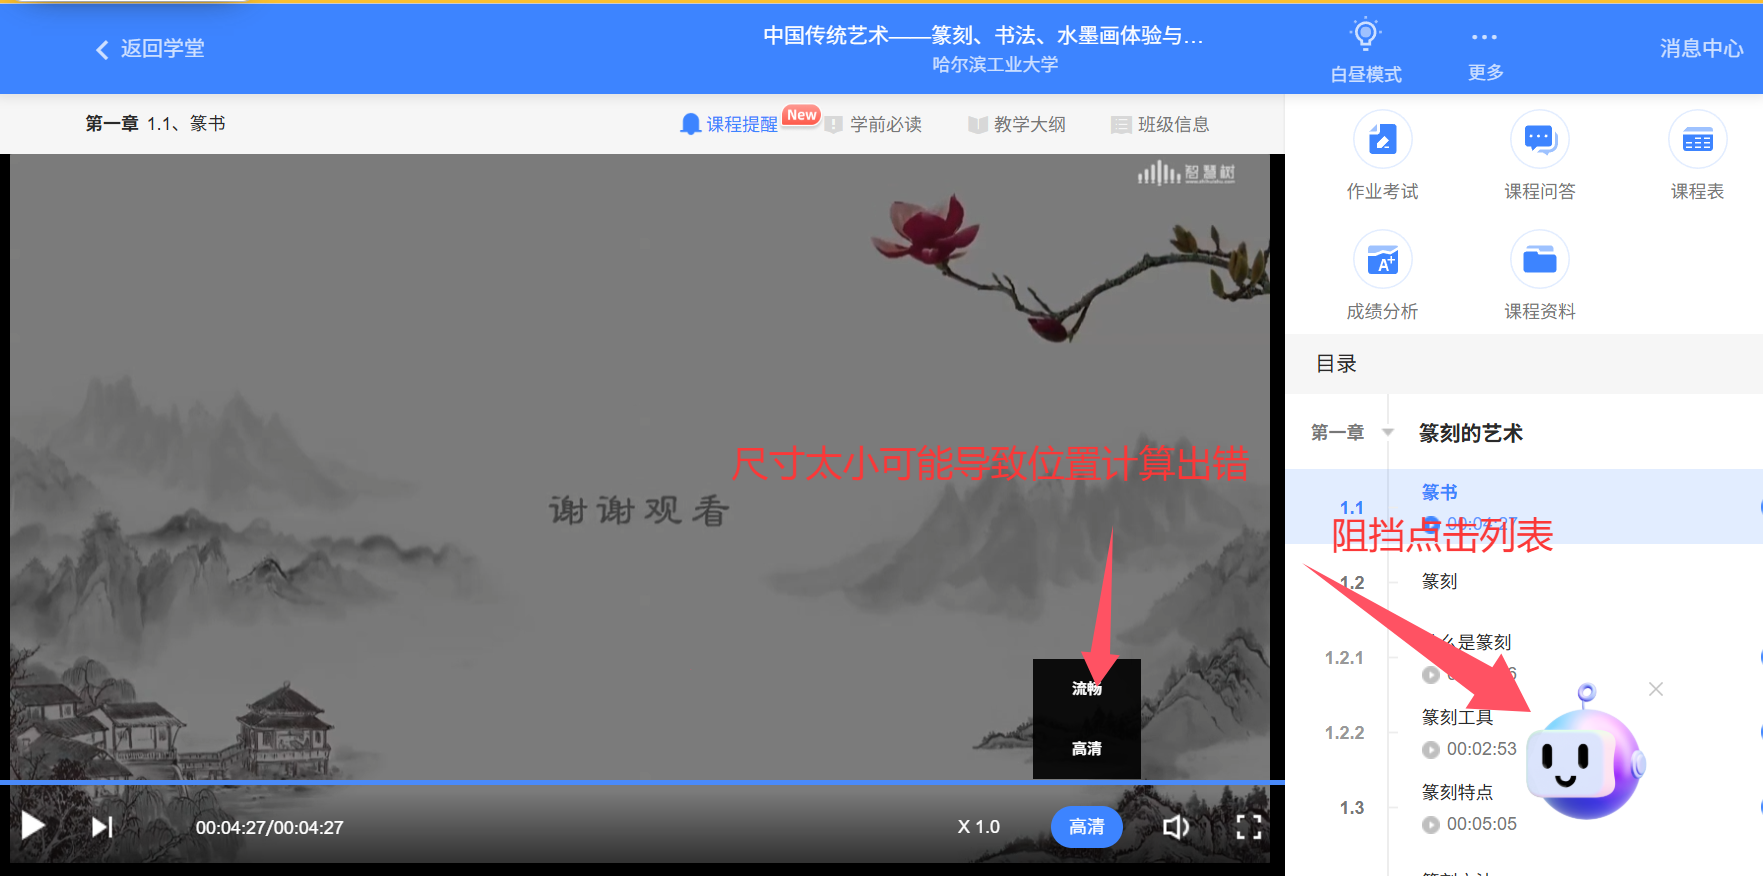 返回学堂
中国传统艺术——篆刻、书法、水墨画体验与…
哈尔滨工业大学
白昼模式
更多
消息中心
第一章 1.1、篆书
课程提醒
New
学前必读
教学大纲
班级信息
作业考试
课程问答
课程表
成绩分析
课程资料
智慧树
目录
第一章
篆刻的艺术
尺寸太小可能导致位置计算出错
谢谢观看
1.1
篆书
00:04:27
阻挡点击列表
1.2
篆刻
1.2.1
么是篆刻
流畅
高清
1.2.2
篆刻工具
00:02:53
1.3
篆刻特点
00:05:05
00:04:27/00:04:27
X 1.0
高清